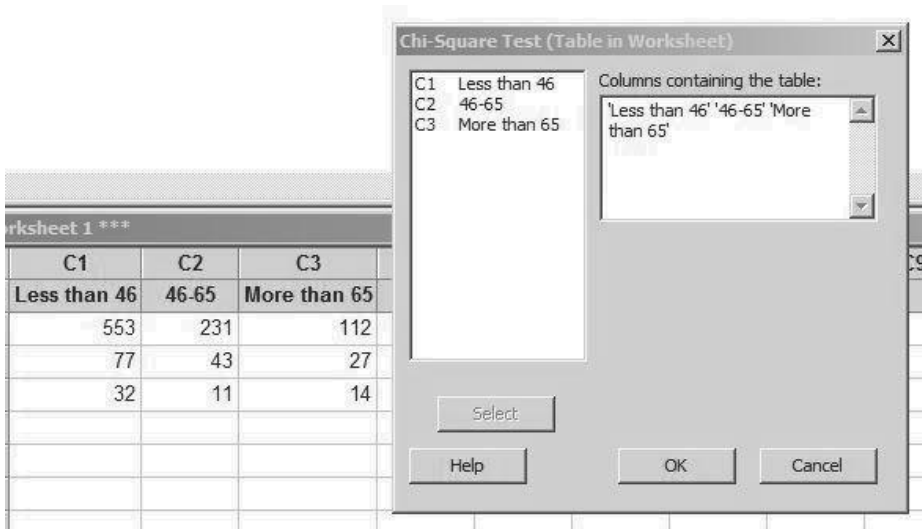 Chi-Square Test (Table in Worksheet)
C1 Less than 46
C2 46-65
C3 More than 65
Columns containing the table:
'Less than 46' '46-65' 'More
than 65'
Select
Help OK Cancel
rksheet 1 ***
C1 C2 C3 C9
Less than 46 46-65 More than 65
553 231 112
77 43 27
32 11 14